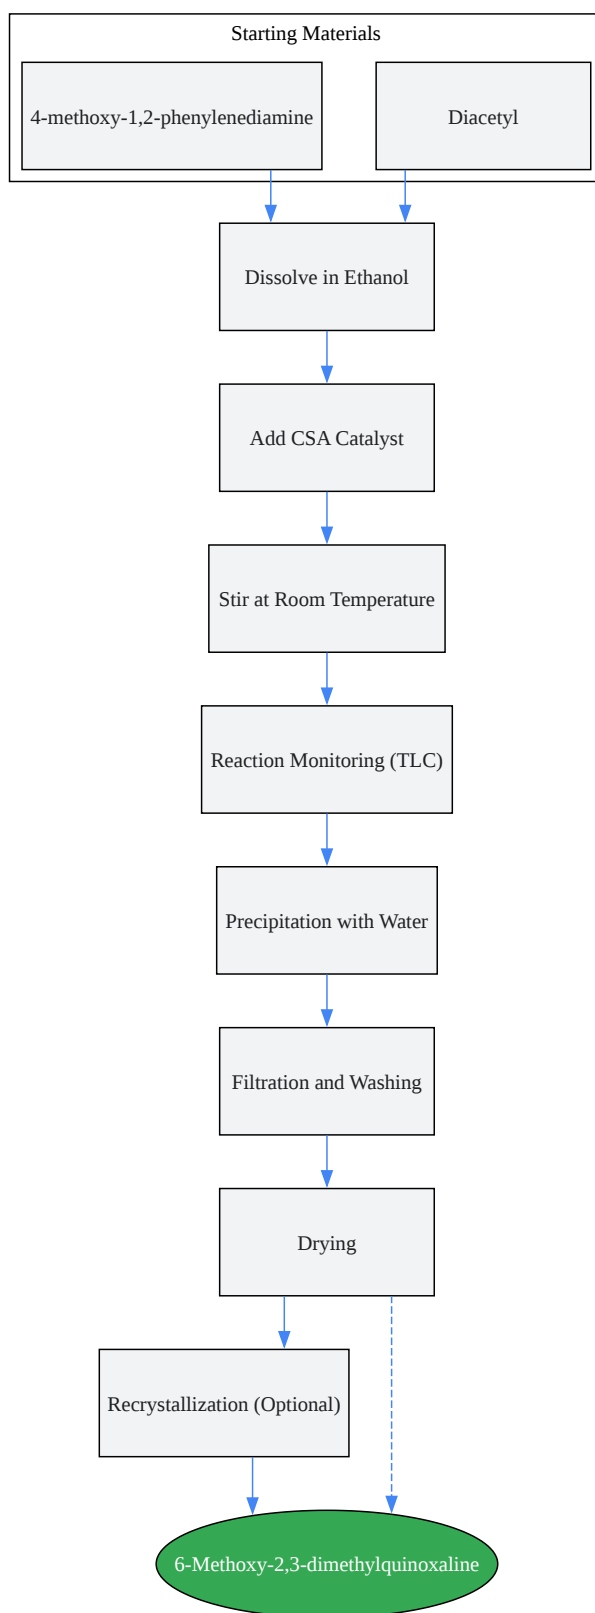 Starting Materials
4-methoxy-1,2-phenylenediamine
Diacetyl
Dissolve in Ethanol
Add CSA Catalyst
Stir at Room Temperature
Reaction Monitoring (TLC)
Precipitation with Water
Filtration and Washing
Drying
Recrystallization (Optional)
6-Methoxy-2,3-dimethylquinoxaline